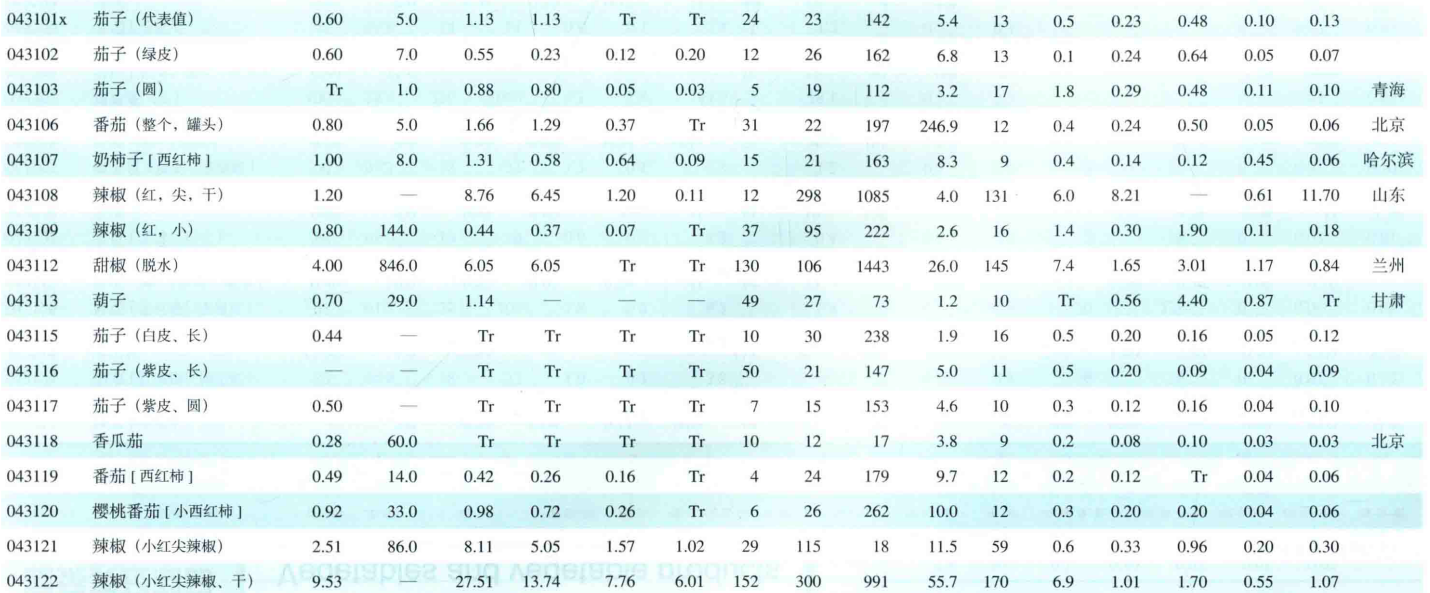 043101x 茄子（代表值） 0.60 5.0 1.13 1.13 Tr Tr 24 23 142 5.4 13 0.5 0.23 0.48 0.10 0.13
043102 茄子（绿皮） 0.60 7.0 0.55 0.23 0.12 0.20 12 26 162 6.8 13 0.1 0.24 0.64 0.05 0.07
043103 茄子（圆） Tr 1.0 0.88 0.80 0.05 0.03 5 19 112 3.2 17 1.8 0.29 0.48 0.11 0.10 青海
043106 番茄（整个，罐头） 0.80 5.0 1.66 1.29 0.37 Tr 31 22 197 246.9 12 0.4 0.24 0.50 0.05 0.06 北京
043107 奶柿子 [ 西红柿 ] 1.00 8.0 1.31 0.58 0.64 0.09 15 21 163 8.3 9 0.4 0.14 0.12 0.45 0.06 哈尔滨
043108 辣椒（红，尖，干） 1.20 — 8.76 6.45 1.20 0.11 12 298 1085 4.0 131 6.0 8.21 — 0.61 11.70 山东
043109 辣椒（红，小） 0.80 144.0 0.44 0.37 0.07 Tr 37 95 222 2.6 16 1.4 0.30 1.90 0.11 0.18
043112 甜椒（脱水） 4.00 846.0 6.05 6.05 Tr Tr 130 106 1443 26.0 145 7.4 1.65 3.01 1.17 0.84 兰州
043113 葫子 0.70 29.0 1.14 — — — 49 27 73 1.2 10 Tr 0.56 4.40 0.87 Tr 甘肃
043115 茄子（白皮、长） 0.44 — Tr Tr Tr Tr 10 30 238 1.9 16 0.5 0.20 0.16 0.05 0.12
043116 茄子（紫皮、长） — — Tr Tr Tr Tr 50 21 147 5.0 11 0.5 0.20 0.09 0.04 0.09
043117 茄子（紫皮、圆） 0.50 — Tr Tr Tr Tr 7 15 153 4.6 10 0.3 0.12 0.16 0.04 0.10
043118 香瓜茄 0.28 60.0 Tr Tr Tr Tr 10 12 17 3.8 9 0.2 0.08 0.10 0.03 0.03 北京
043119 番茄 [ 西红柿 ] 0.49 14.0 0.42 0.26 0.16 Tr 4 24 179 9.7 12 0.2 0.12 Tr 0.04 0.06
043120 樱桃番茄 [ 小西红柿 ] 0.92 33.0 0.98 0.72 0.26 Tr 6 26 262 10.0 12 0.3 0.20 0.20 0.04 0.06
043121 辣椒（小红尖辣椒） 2.51 86.0 8.11 5.05 1.57 1.02 29 115 18 11.5 59 0.6 0.33 0.96 0.20 0.30
043122 辣椒（小红尖辣椒、干） 9.53 — 27.51 13.74 7.76 6.01 152 300 991 55.7 170 6.9 1.01 1.70 0.55 1.07